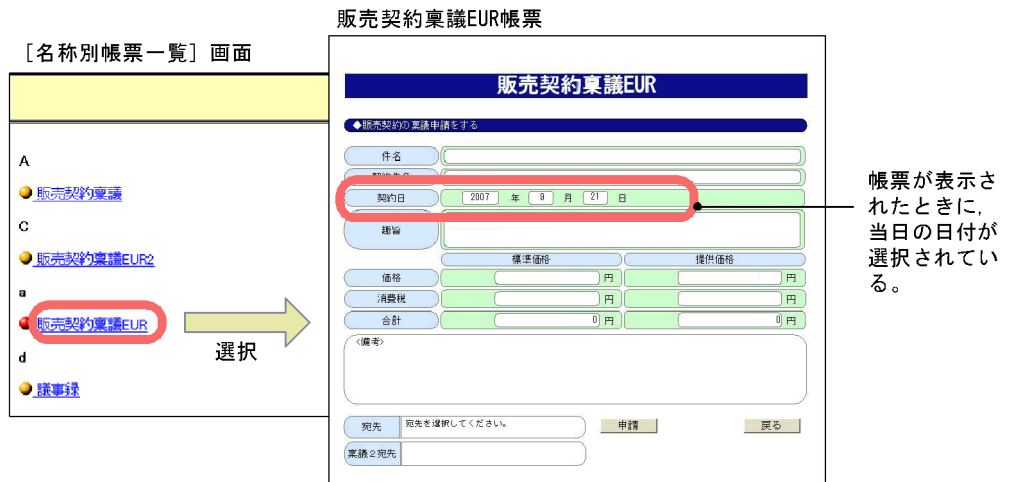 販売契約稟議EUR帳票
[名称別帳票一覧] 画面
A
販売契約稟議
C
販売契約稟議EUR2
a
販売契約稟議EUR
d
議事録
選択
販売契約稟議EUR
◆販売契約の稟議申請をする
件名
契約日
2007 年 9 月 21 日
趣旨
標準価格 提供価格
価格 円 円
消費税 円 円
合計 0 円 0 円
<備考>
宛先 宛先を選択してください。 申請 戻る
稟議2宛先
帳票が表示さ
れたときに,
当日の日付が
選択されてい
る。